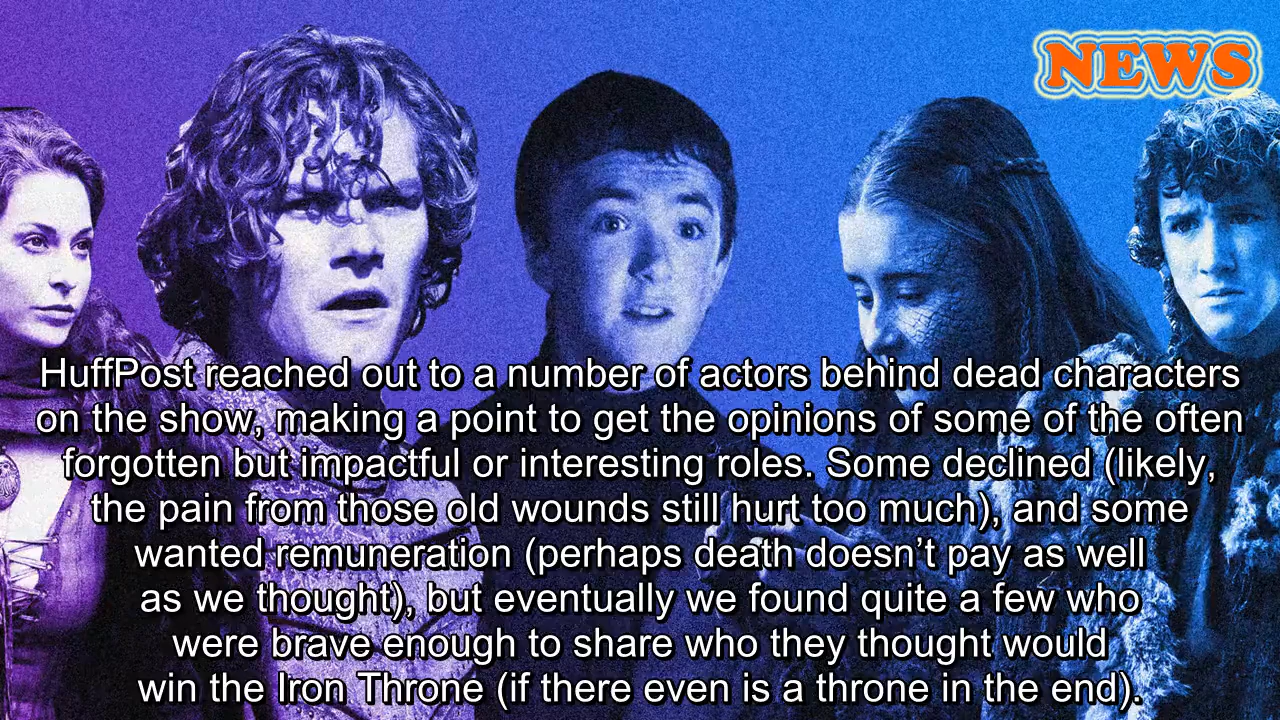 NEWS
HuffPost reached out to a number of actors behind dead characters
on the show, making a point to get the opinions of some of the often
forgotten but impactful or interesting roles. Some declined (likely,
the pain from those old wounds still hurt too much), and some
wanted remuneration (perhaps death doesn’t pay as well
as we thought), but eventually we found quite a few who
were brave enough to share who they thought would
win the Iron Throne (if there even is a throne in the end).